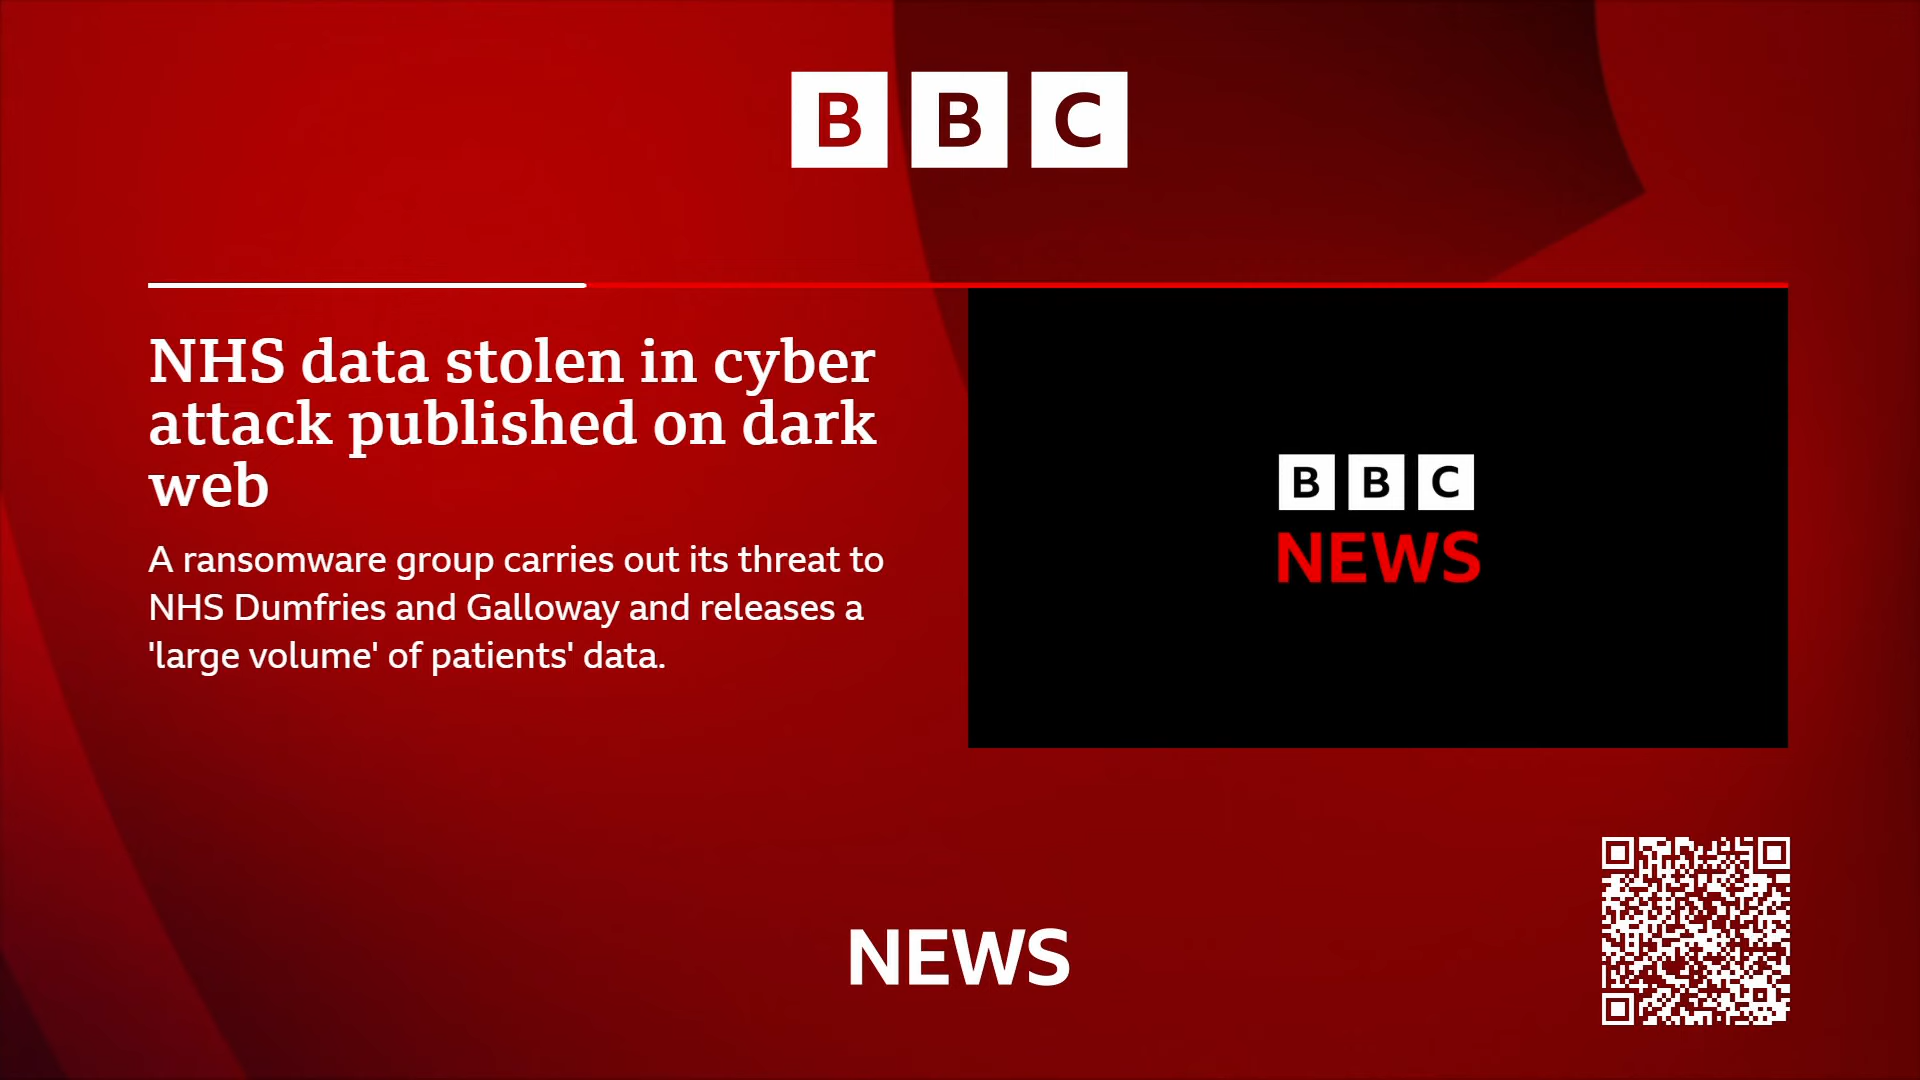 BBC
NHS data stolen in cyber
attack published on dark
web
A ransomware group carries out its threat to
NHS Dumfries and Galloway and releases a
'large volume' of patients' data.
BBC
NEWS
NEWS